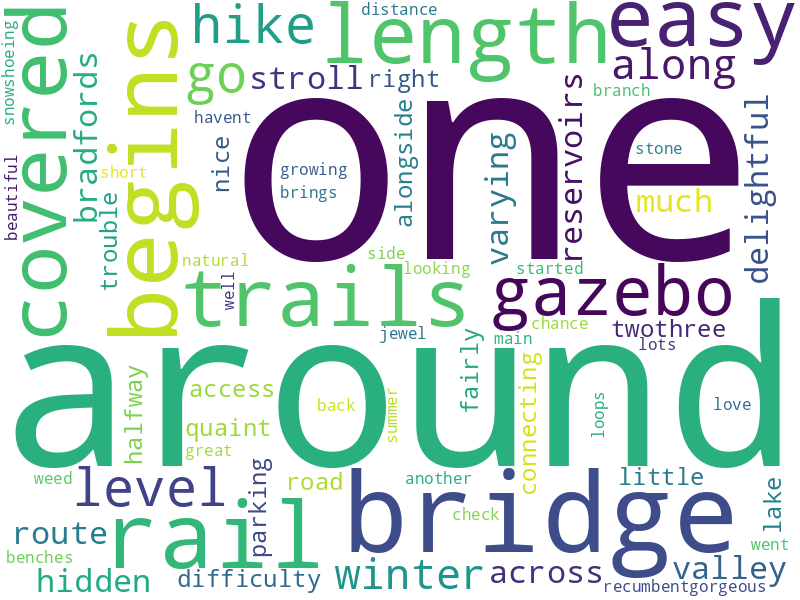 distance
hike
length
easy
snowshoeing
covered
begins
go
stroll
right
along
bradfords
havent
reservoirs
branch
one
alongside
delightful
beautiful
short
nice
growing
varying
stone
brings
much
trouble
natural
side
looking
started
well
trails
gazebo
jewel
main
chance
twothree
lots
around
halfway
access
fairly
connecting
quaint
back
summer
loops
love
great
weed
another
level
parking
road
bridge
little
lake
route
rail
check
valley
went
benches
hidden
difficulty
winter
across
recumbentgorgeous